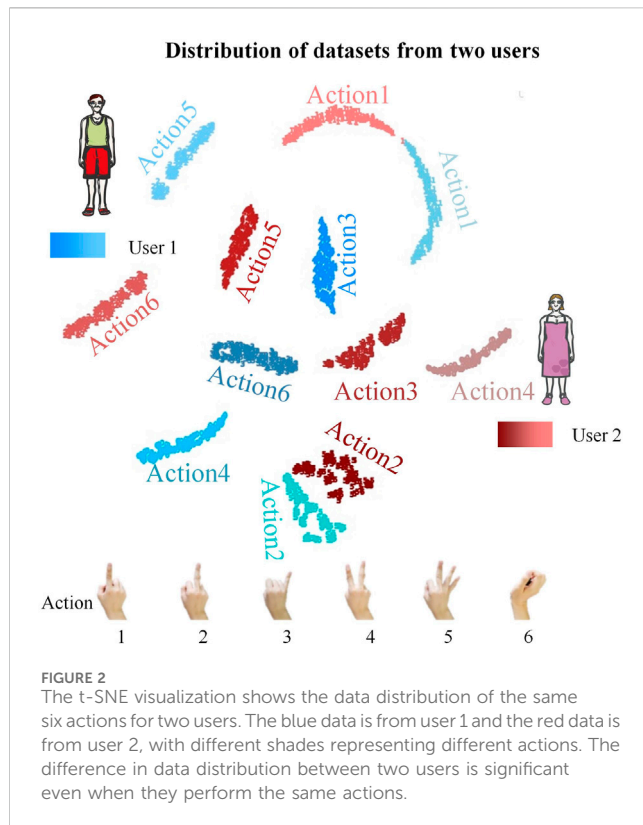 Distribution of datasets from two users
Action1
Action5
Action1
Action5
Action3
User 1
Action6
Action6
Action3
Action4
User 2
Action4
Action2
Action2
Action
1 2 3 4 5 6
FIGURE 2
The t-SNE visualization shows the data distribution of the same
six actions for two users. The blue data is from user 1 and the red data is
from user 2, with different shades representing different actions. The
difference in data distribution between two users is significant
even when they perform the same actions.